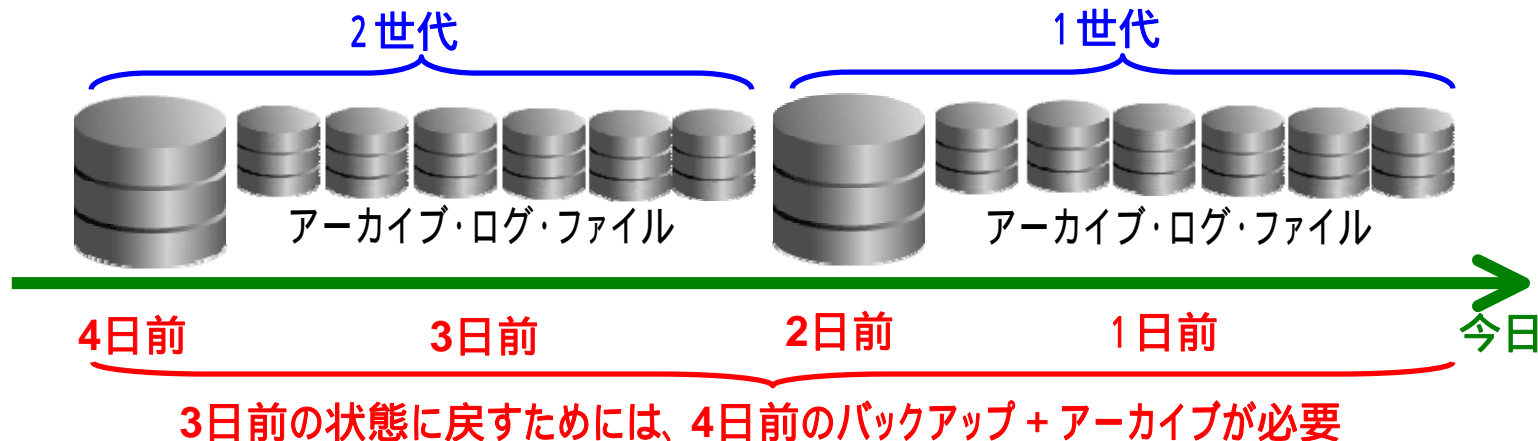 2世代 1世代
アーカイブ・ログ・ファイル アーカイブ・ログ・ファイル
4日前 3日前 2日前 1日前 今日
3日前の状態に戻すためには、4日前のバックアップ + アーカイブが必要